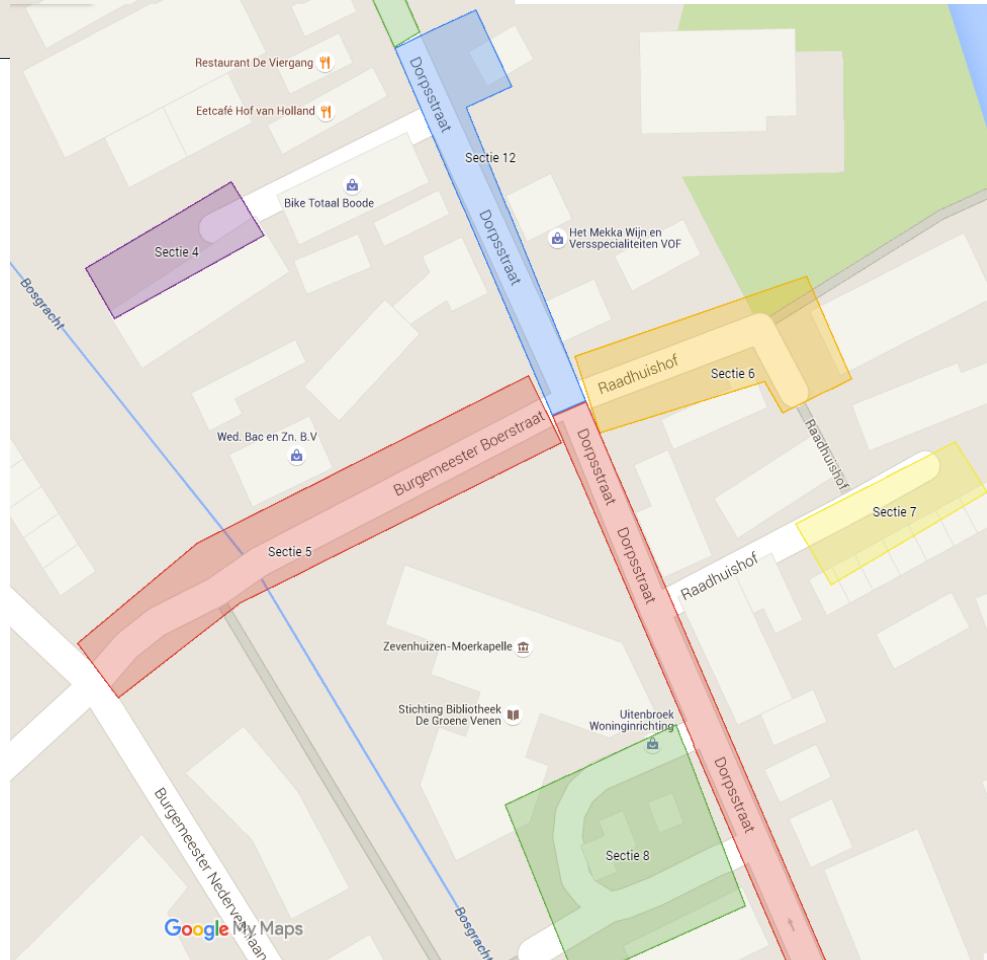 Restaurant De Viergang
Dorpsstraat
Eetcafé Hof van Holland
Sectie 12
Bike Totaal Boode
Dorpsstraat
Het Mekka Wijn en
Versspecialiteiten VOF
Sectie 4
Bosgracht
Raadhuishof
Sectie 6
Wed. Bac en Zn. B.V
Burgemeester Boerstraat
Dorpsstraat
Raadhuishof
Sectie 7
Sectie 5
Dorpsstraat
Raadhuishof
Zevenhuizen-Moerkapelle
Stichting Bibliotheek
De Groene Venen
Uitenbroek
Woninginrichting
Dorpsstraat
Sectie 8
Burgemeester
Bosgracht
Google My Maps